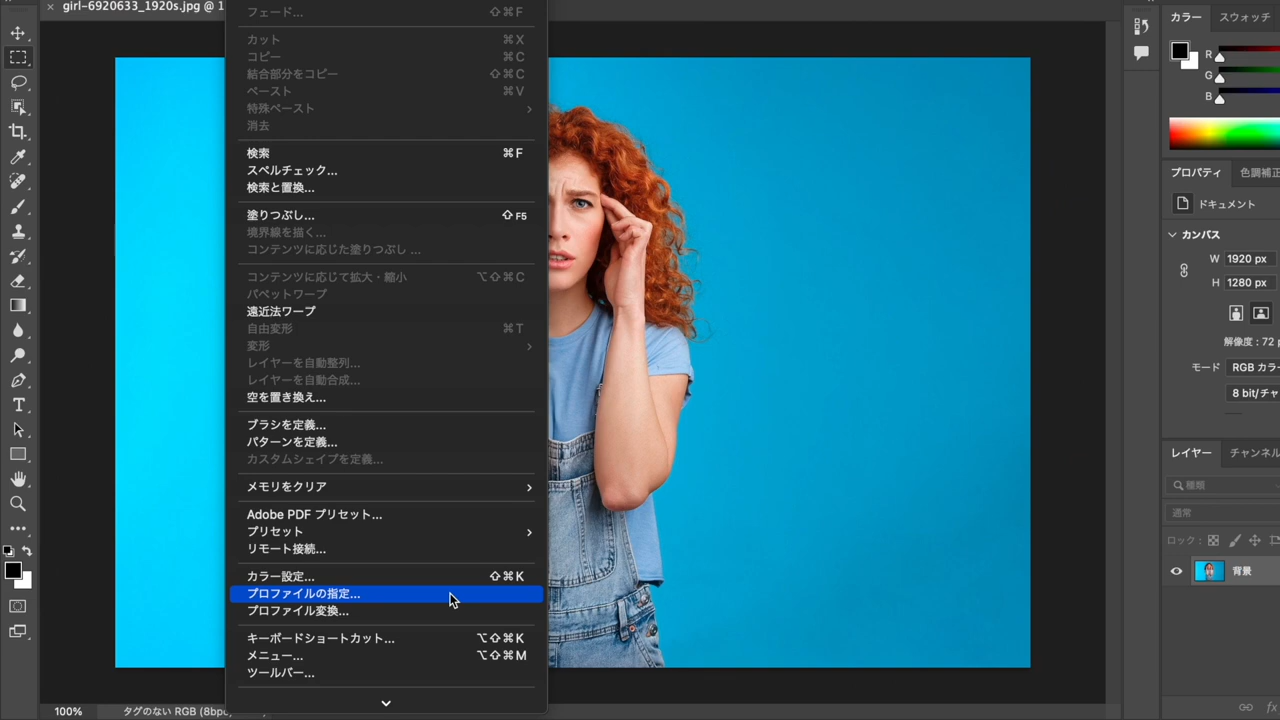 × girl-6920633_1920s.jpg @ 1
フェード... ⇧⌘F
カット ⌘X
コピー ⌘C
結合部分をコピー ⇧⌘C
ペースト ⌘V
特殊ペースト >
消去
検索 ⌘F
スペルチェック...
検索と置換...
塗りつぶし... ⇧F5
境界線を描く...
コンテンツに応じた塗りつぶし ...
コンテンツに応じて拡大・縮小 ⌥⇧⌘C
パペットワープ
遠近法ワープ
自由変形 ⌘T
変形 >
レイヤーを自動整列...
レイヤーを自動合成...
空を置き換え...
ブラシを定義...
パターンを定義...
カスタムシェイプを定義...
メモリをクリア >
Adobe PDF プリセット...
プリセット >
リモート接続...
カラー設定... ⇧⌘K
プロファイルの指定...
プロファイル変換...
キーボードショートカット... ⌥⇧⌘K
メニュー... ⌥⇧⌘M
ツールバー...
100% タグのない RGB (8bpc
カラー スウォッチ
R
G
B
プロパティ 色調補正
ドキュメント
カンバス
W 1920 px
H 1280 px
解像度 : 72 p
モード RGB カラー
8 bit/チャ
レイヤー チャンネル
種類
通常
ロック :
背景
fx